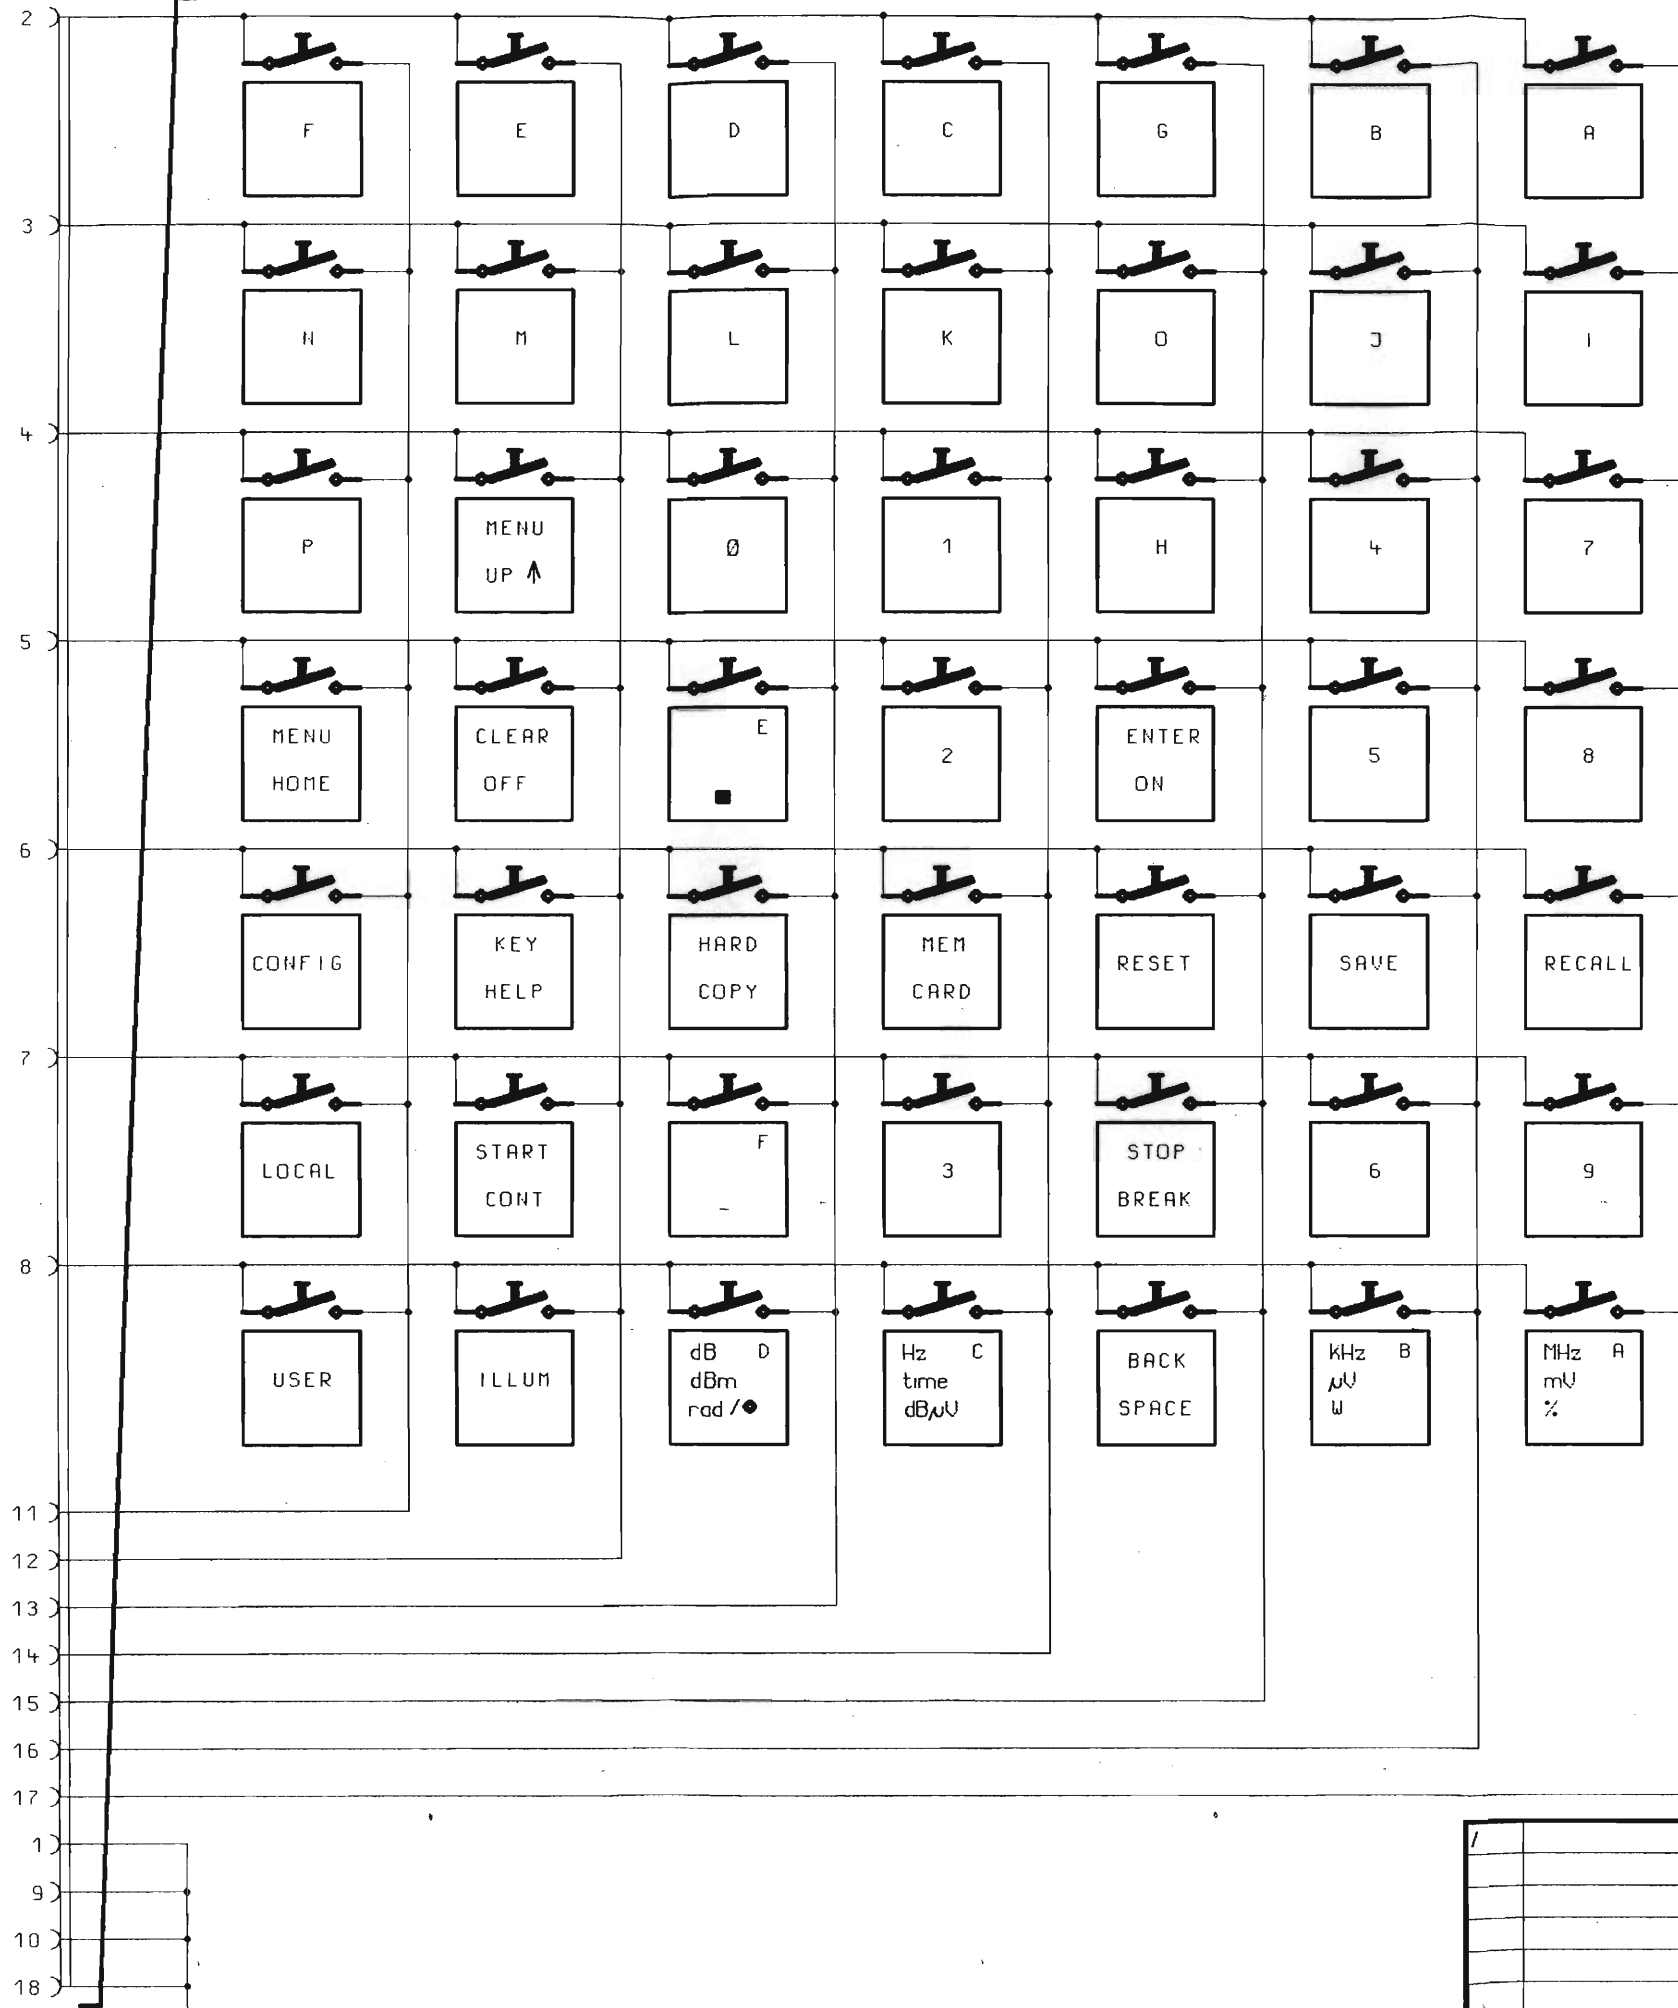 2
F E D C G B A
3
N M L K O J I
4
P MENU Ø 1 H 4 7
UP ↑
5
MENU CLEAR E 2 ENTER 5 8
HOME OFF ■ ON
6
CONFIG KEY HARD MEM RESET SAVE RECALL
HELP COPY CARD
7
LOCAL START F 3 STOP 6 9
CONT – BREAK
8
USER ILLUM dB D Hz C BACK kHz B MHz A
dBm time SPACE µV mV
rad /● dBµV W %
11
12
13
14
15
16
17
1
/
9
10
18